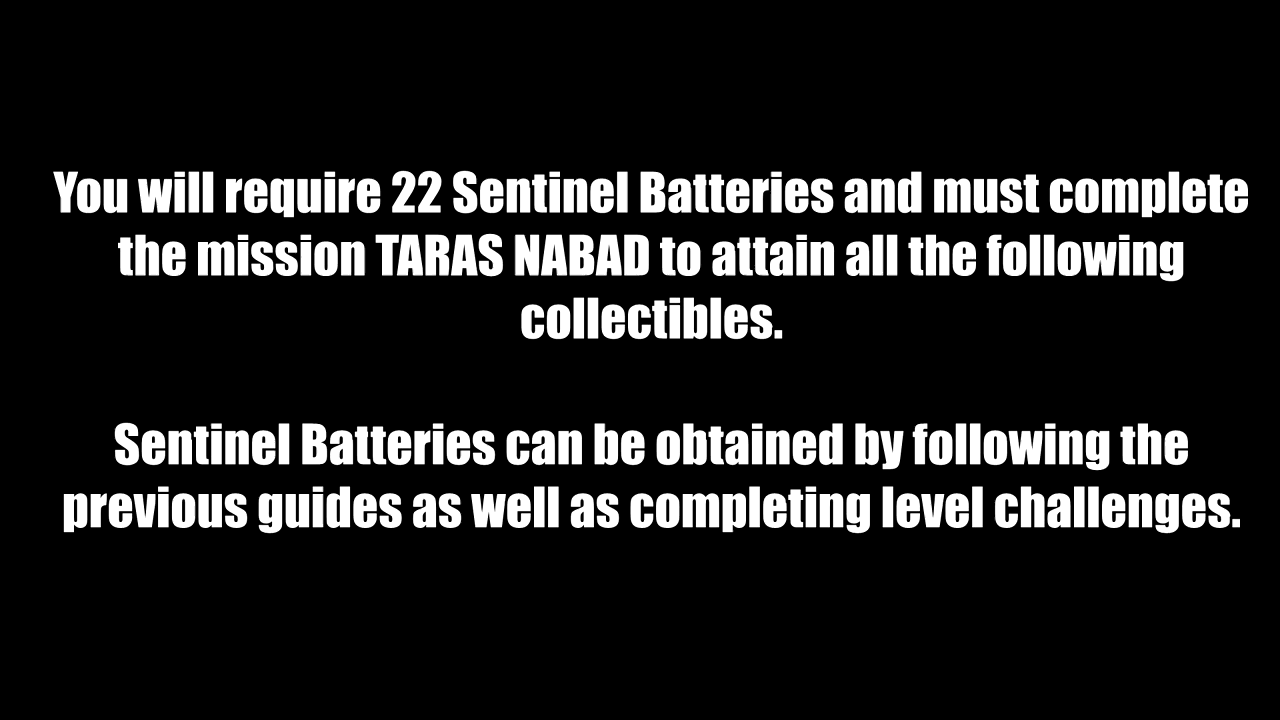 You will require 22 Sentinel Batteries and must complete
the mission TARAS NABAD to attain all the following
collectibles.
Sentinel Batteries can be obtained by following the
previous guides as well as completing level challenges.